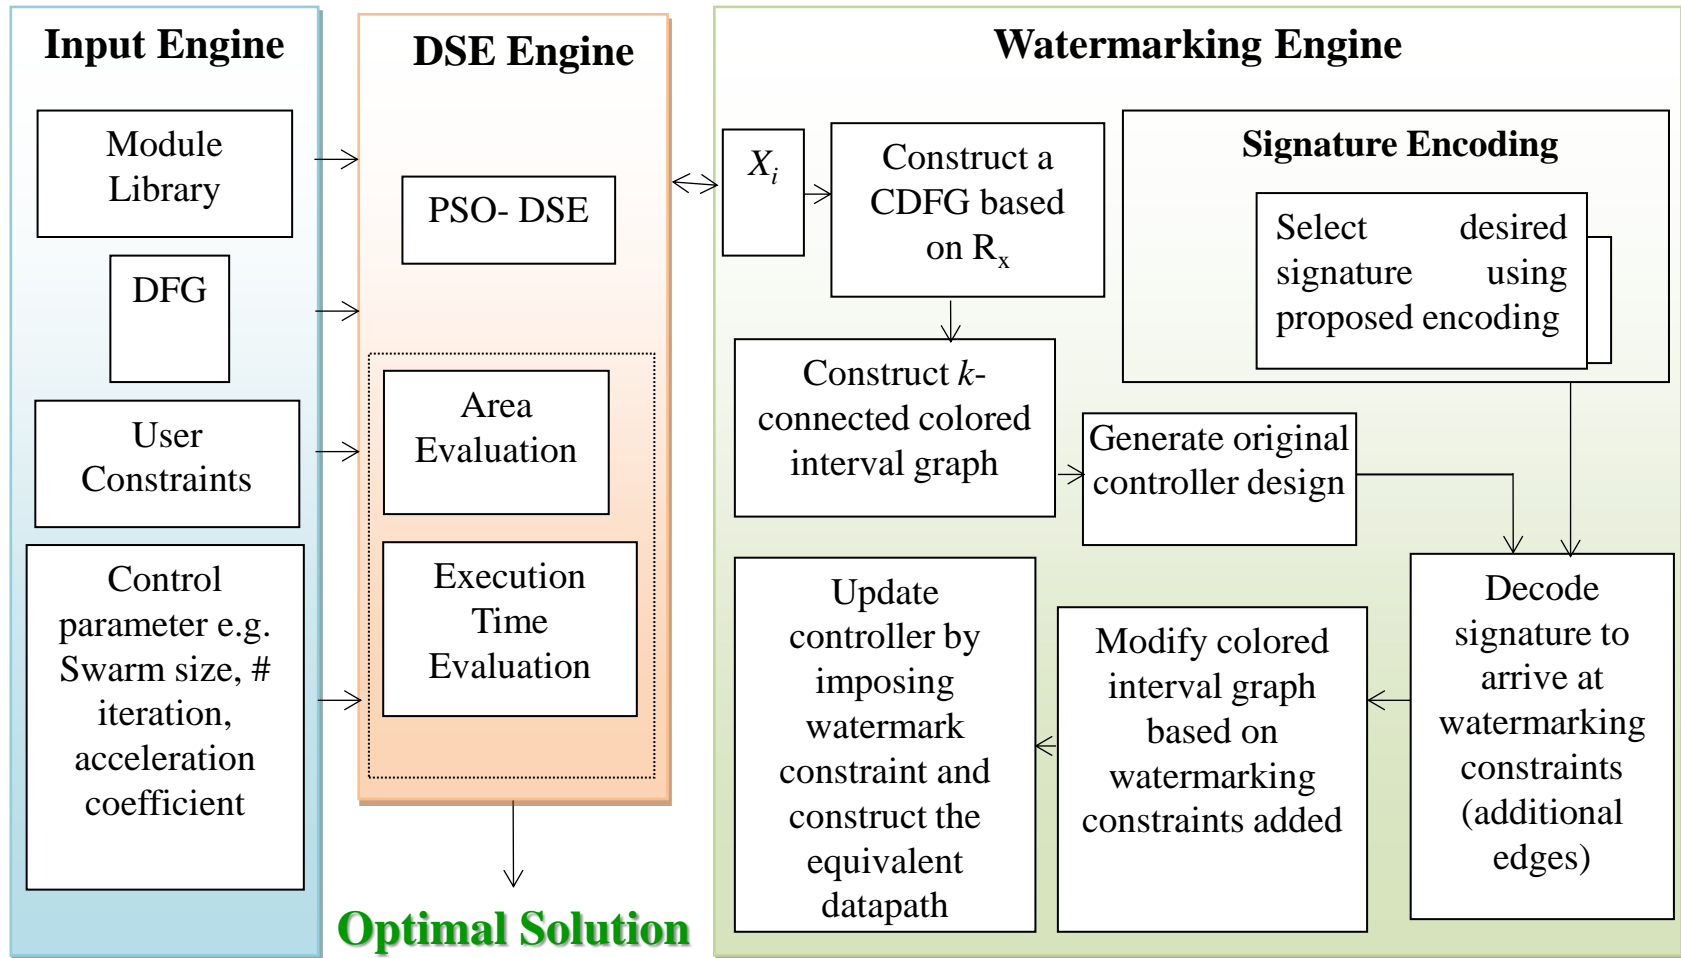 Input Engine
Module
Library
DFG
User
Constraints
Control
parameter e.g.
Swarm size, #
iteration,
acceleration
coefficient
DSE Engine
PSO- DSE
Area
Evaluation
Execution
Time
Evaluation
Optimal Solution
Watermarking Engine
Xi
Construct a
CDFG based
on Rx
Signature Encoding
Select desired
signature using
proposed encoding
Construct k-
connected colored
interval graph
Generate original
controller design
Decode
signature to
arrive at
watermarking
constraints
(additional
edges)
Modify colored
interval graph
based on
watermarking
constraints added
Update
controller by
imposing
watermark
constraint and
construct the
equivalent
datapath